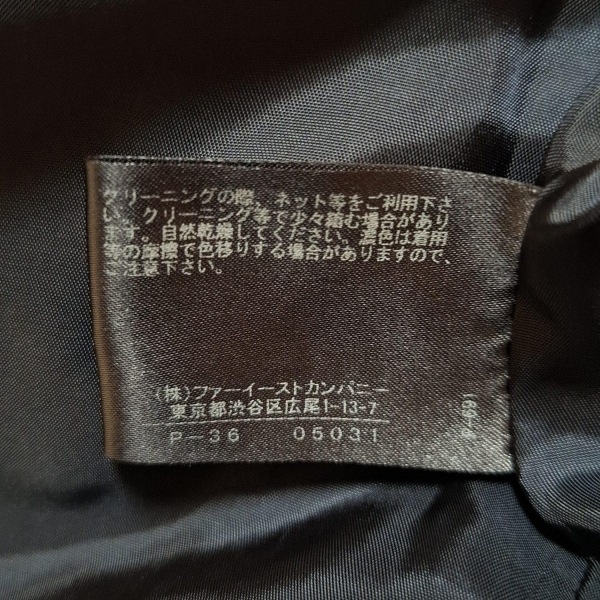 クリーニングの際、ネット等をご利用下さ
い。クリーニング等で少々縮む場合があり
ます。自然乾燥してください。濃色は着用
等の摩擦で色移りする場合がありますので、
ご注意下さい。
(株)ファーイーストカンパニー
東京都渋谷区広尾1-13-7
P-36 05031